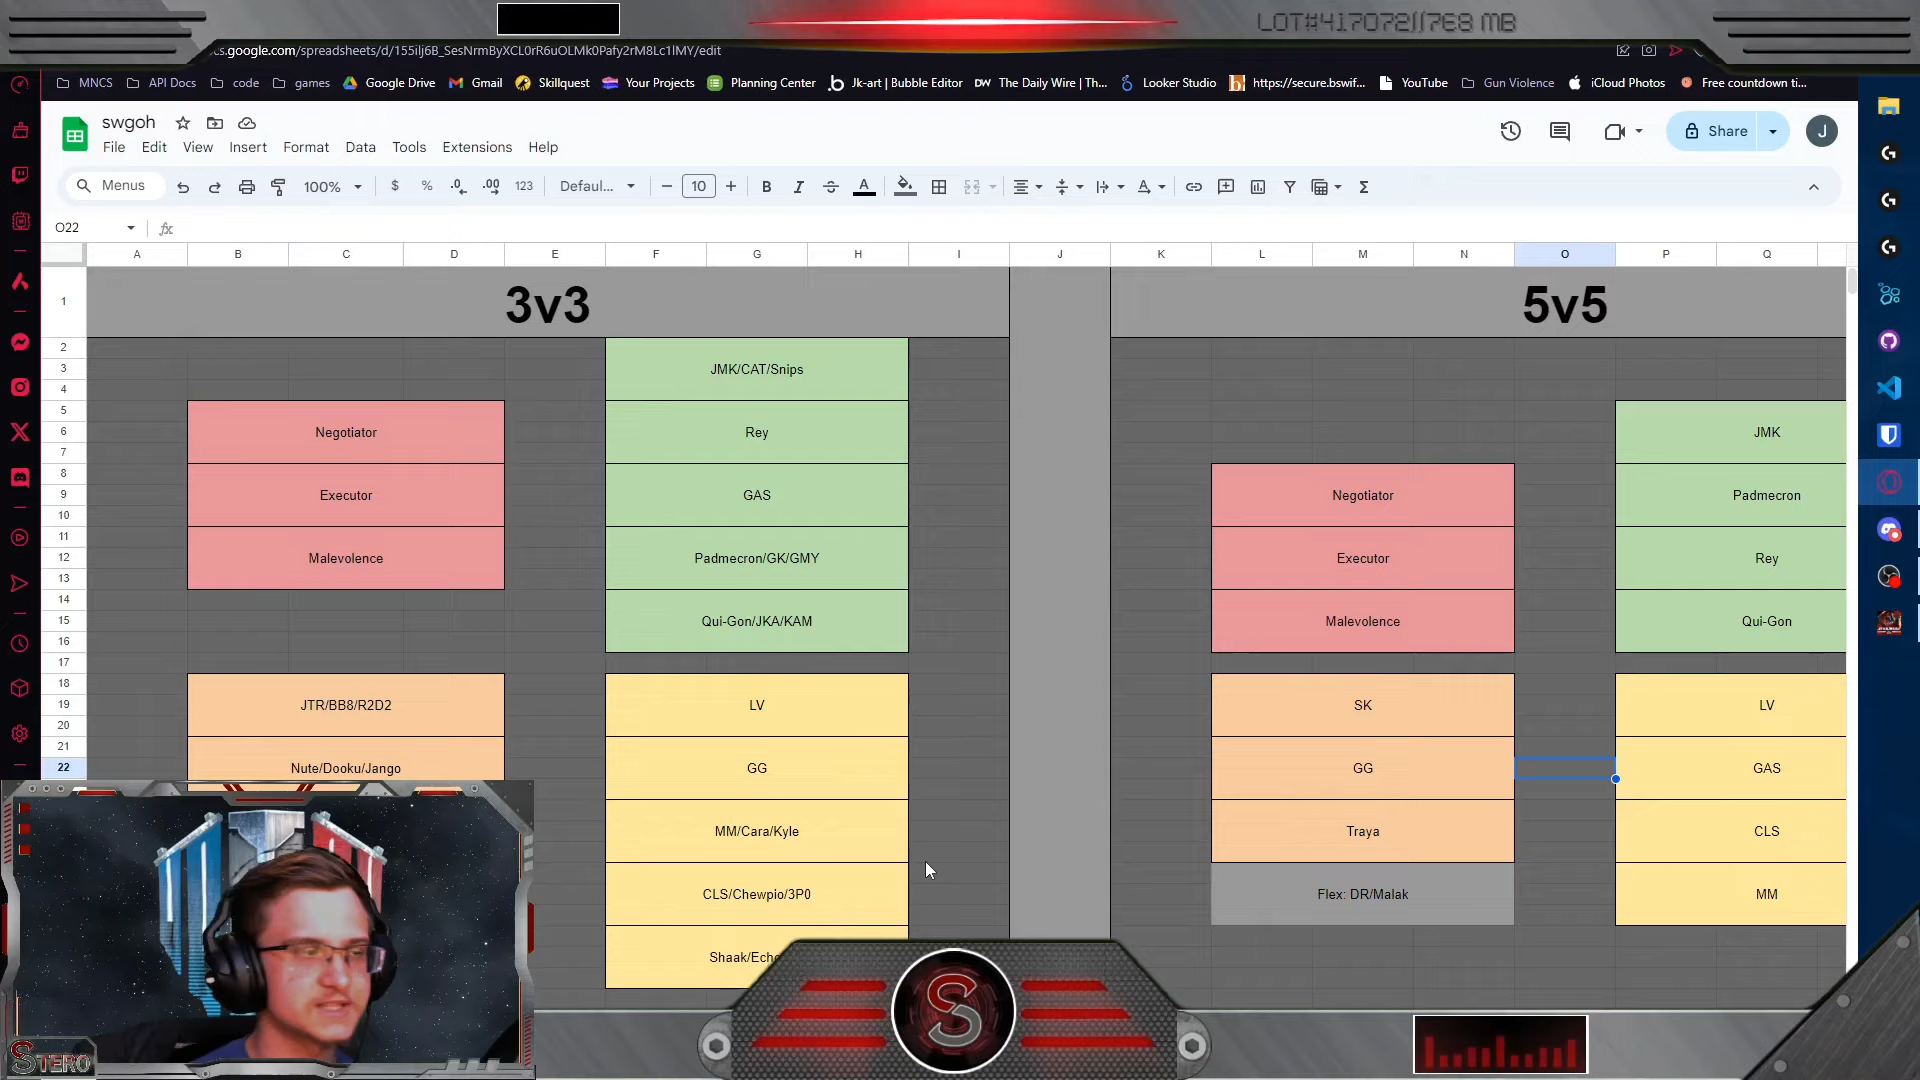 LOT#417072||768 MB
cs.google.com/spreadsheets/d/155ilj6B_SesNrmByXCL0rR6uOLMk0Pafy2rM8Lc1lMY/edit
MNCS API Docs code games Google Drive Gmail Skillquest Your Projects Planning Center Jk-art | Bubble Editor DW The Daily Wire | Th... Looker Studio https://secure.bswif... YouTube Gun Violence iCloud Photos Free countdown ti...
swgoh
Share J
File Edit View Insert Format Data Tools Extensions Help
Menus 100% $ % .0 .00 123 Defaul... 10 B I A
O22 fx
A B C D E F G H I J K L M N O P Q
1 3v3 5v5
2
3 JMK/CAT/Snips
4
5
6 Negotiator Rey JMK
7
8
9 Executor GAS Negotiator Padmecron
10
11
12 Malevolence Padmecron/GK/GMY Executor Rey
13
14
15 Qui-Gon/JKA/KAM Malevolence Qui-Gon
16
17
18
19 JTR/BB8/R2D2 LV SK LV
20
21
22 Nute/Dooku/Jango GG GG GAS
MM/Cara/Kyle Traya CLS
CLS/Chewpio/3P0 Flex: DR/Malak MM
Shaak/Echo
S
STERO